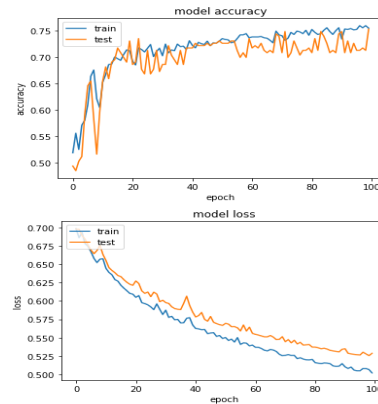 model accuracy
train
test
accuracy
0.75
0.70
0.65
0.60
0.55
0.50
0
20
40
60
80
100
epoch
model loss
train
test
loss
0.700
0.675
0.650
0.625
0.600
0.575
0.550
0.525
0.500
0
20
40
60
80
100
epoch